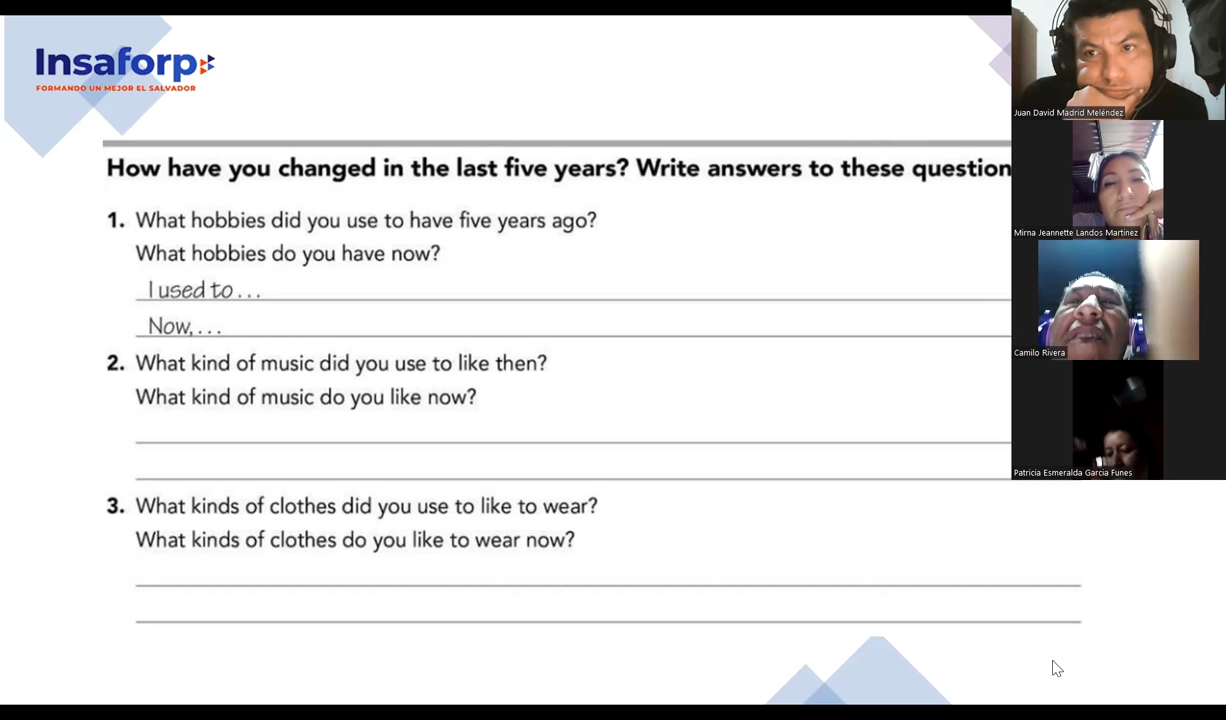 Insaforp
FORMANDO UN MEJOR EL SALVADOR
How have you changed in the last five years? Write answers to these question
1. What hobbies did you use to have five years ago?
What hobbies do you have now?
I used to . . .
Now, . . .
2. What kind of music did you use to like then?
What kind of music do you like now?
3. What kinds of clothes did you use to like to wear?
What kinds of clothes do you like to wear now?
Juan David Madrid Meléndez
Mirna Jeannette Landos Martinez
Camilo Rivera
Patricia Esmeralda Garcia Funes